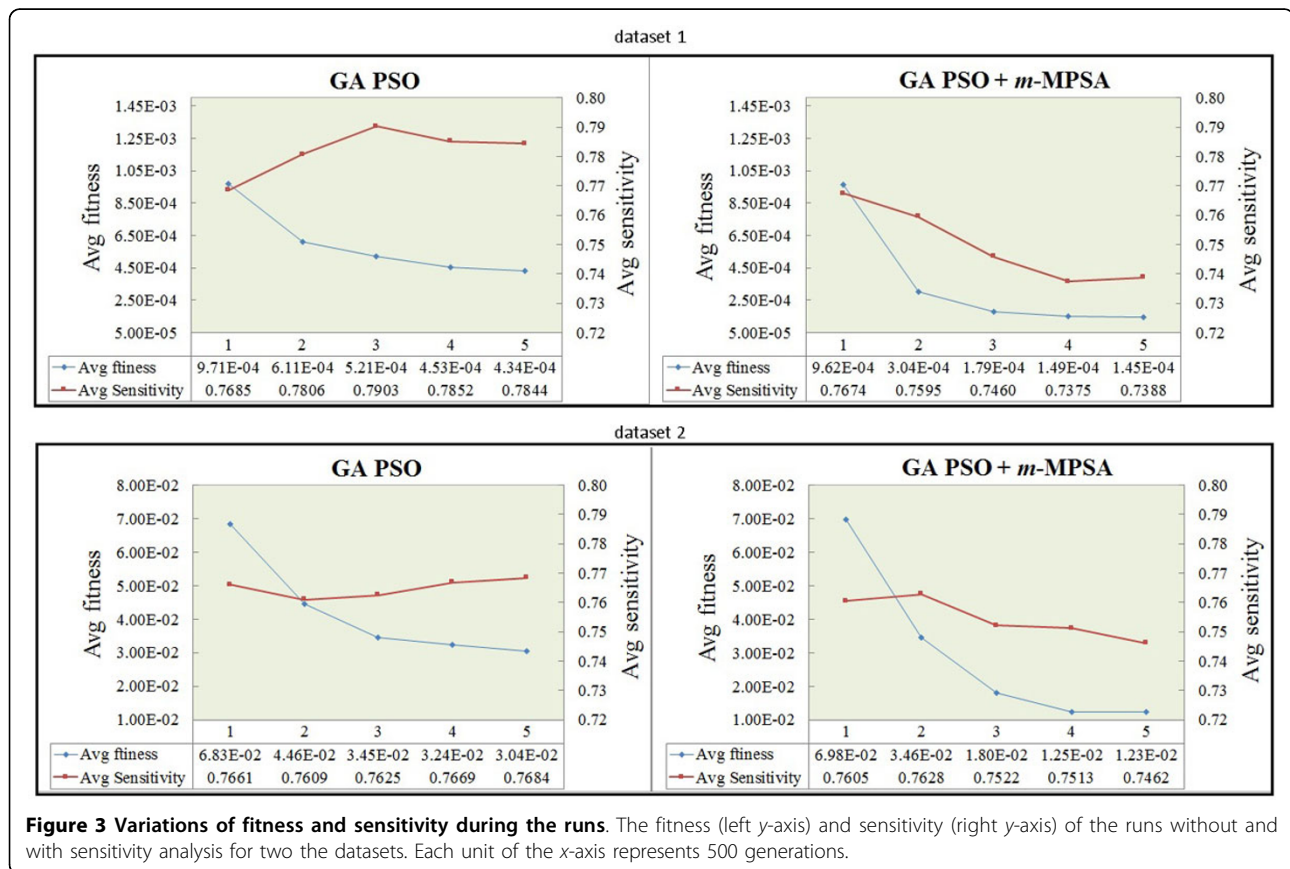 dataset 1
GA PSO
Avg fitness
1.45E-03
1.25E-03
1.05E-03
8.50E-04
6.50E-04
4.50E-04
2.50E-04
5.00E-05
0.80
0.79
0.78
0.77
0.76
0.75
0.74
0.73
0.72
Avg sensitivity
1 2 3 4 5
Avg ftiness 9.71E-04 6.11E-04 5.21E-04 4.53E-04 4.34E-04
Avg Sensitivity 0.7685 0.7806 0.7903 0.7852 0.7844
GA PSO + m-MPSA
Avg fitness
1.45E-03
1.25E-03
1.05E-03
8.50E-04
6.50E-04
4.50E-04
2.50E-04
5.00E-05
0.80
0.79
0.78
0.77
0.76
0.75
0.74
0.73
0.72
Avg sensitivity
1 2 3 4 5
Avg ftiness 9.62E-04 3.04E-04 1.79E-04 1.49E-04 1.45E-04
Avg Sensitivity 0.7674 0.7595 0.7460 0.7375 0.7388
dataset 2
GA PSO
Avg fitness
8.00E-02
7.00E-02
6.00E-02
5.00E-02
4.00E-02
3.00E-02
2.00E-02
1.00E-02
0.80
0.79
0.78
0.77
0.76
0.75
0.74
0.73
0.72
Avg sensitivity
1 2 3 4 5
Avg ftiness 6.83E-02 4.46E-02 3.45E-02 3.24E-02 3.04E-02
Avg Sensitivity 0.7661 0.7609 0.7625 0.7669 0.7684
GA PSO + m-MPSA
Avg fitness
8.00E-02
7.00E-02
6.00E-02
5.00E-02
4.00E-02
3.00E-02
2.00E-02
1.00E-02
0.80
0.79
0.78
0.77
0.76
0.75
0.74
0.73
0.72
Avg sensitivity
1 2 3 4 5
Avg ftiness 6.98E-02 3.46E-02 1.80E-02 1.25E-02 1.23E-02
Avg Sensitivity 0.7605 0.7628 0.7522 0.7513 0.7462
Figure 3 Variations of fitness and sensitivity during the runs. The fitness (left y-axis) and sensitivity (right y-axis) of the runs without and
with sensitivity analysis for two the datasets. Each unit of the x-axis represents 500 generations.